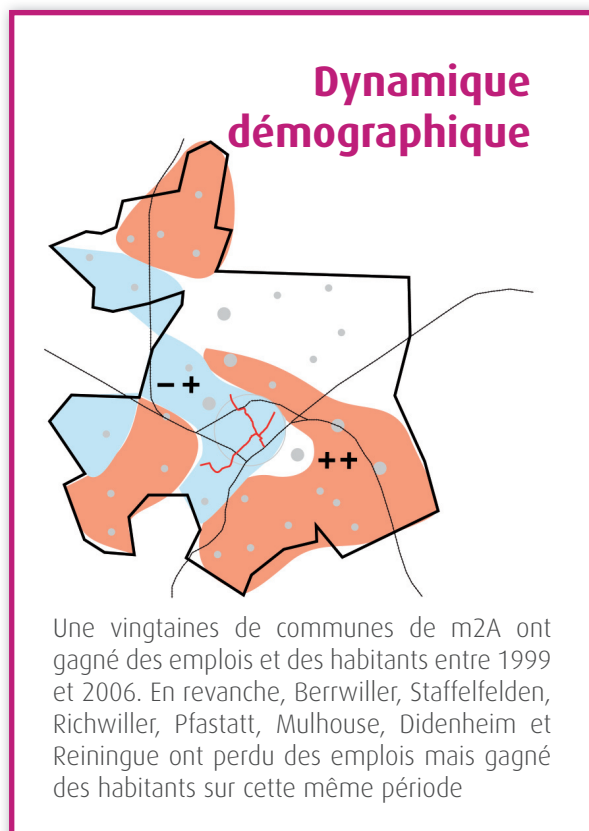 Dynamique
démographique
– +
++
Une vingtaines de communes de m2A ont
gagné des emplois et des habitants entre 1999
et 2006. En revanche, Berrwiller, Staffelfelden,
Richwiller, Pfastatt, Mulhouse, Didenheim et
Reiningue ont perdu des emplois mais gagné
des habitants sur cette même période